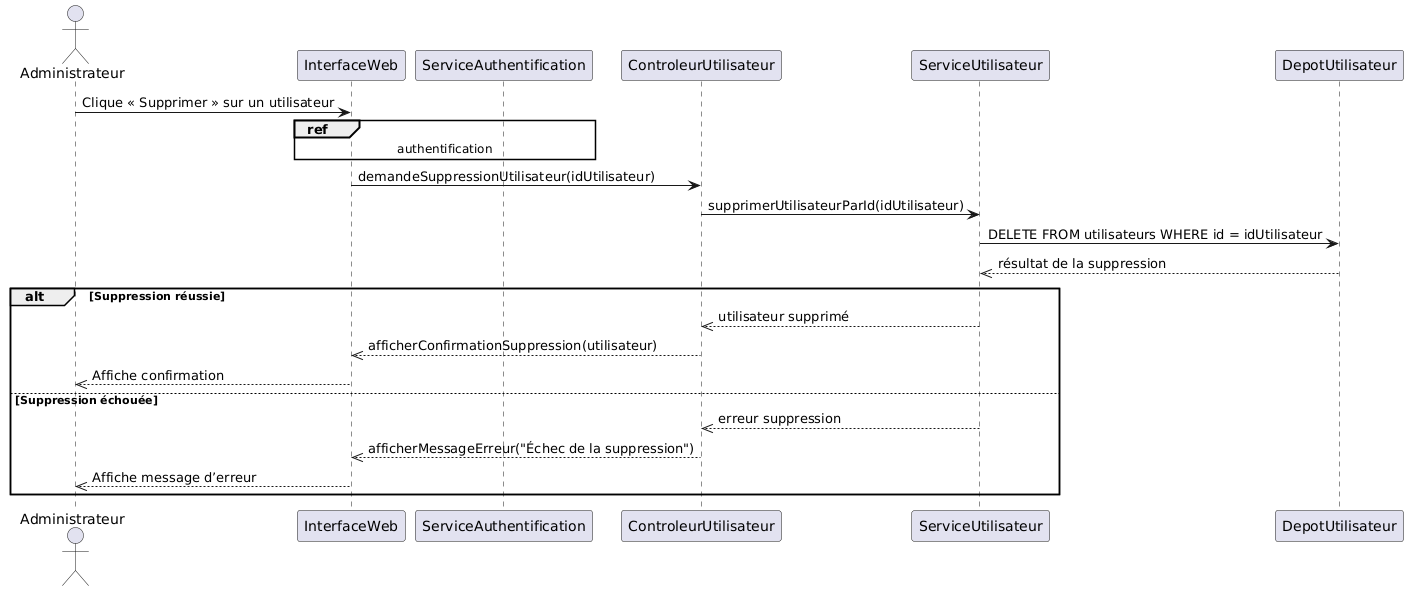 Administrateur
InterfaceWeb
ServiceAuthentification
ControleurUtilisateur
ServiceUtilisateur
DepotUtilisateur
Clique « Supprimer » sur un utilisateur
ref
authentification
demandeSuppressionUtilisateur(idUtilisateur)
supprimerUtilisateurParId(idUtilisateur)
DELETE FROM utilisateurs WHERE id = idUtilisateur
résultat de la suppression
alt
[Suppression réussie]
utilisateur supprimé
afficherConfirmationSuppression(utilisateur)
Affiche confirmation
[Suppression échouée]
erreur suppression
afficherMessageErreur("Échec de la suppression")
Affiche message d’erreur
Administrateur
InterfaceWeb
ServiceAuthentification
ControleurUtilisateur
ServiceUtilisateur
DepotUtilisateur